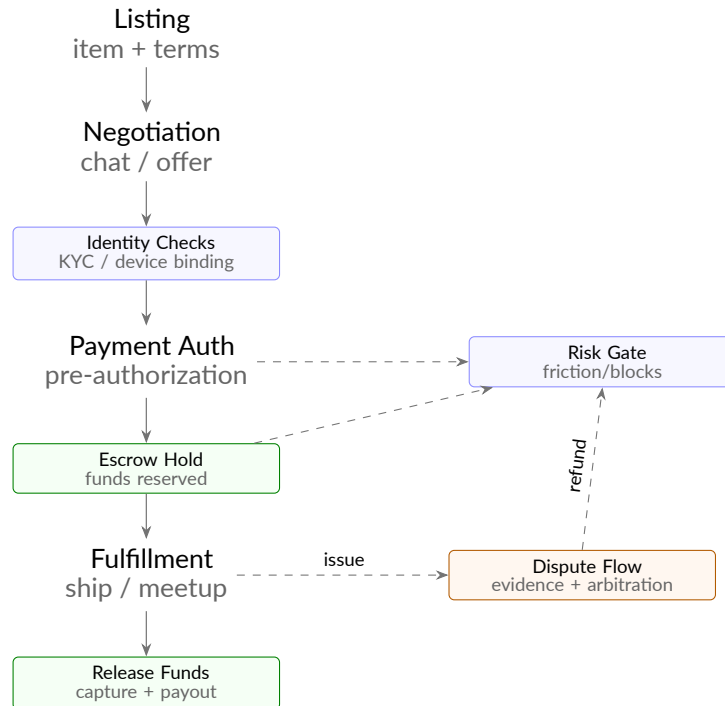 Listing
item + terms
Negotiation
chat / offer
Identity Checks
KYC / device binding
Payment Auth
pre-authorization
Risk Gate
friction/blocks
Escrow Hold
funds reserved
refund
Fulfillment
ship / meetup
issue
Dispute Flow
evidence + arbitration
Release Funds
capture + payout